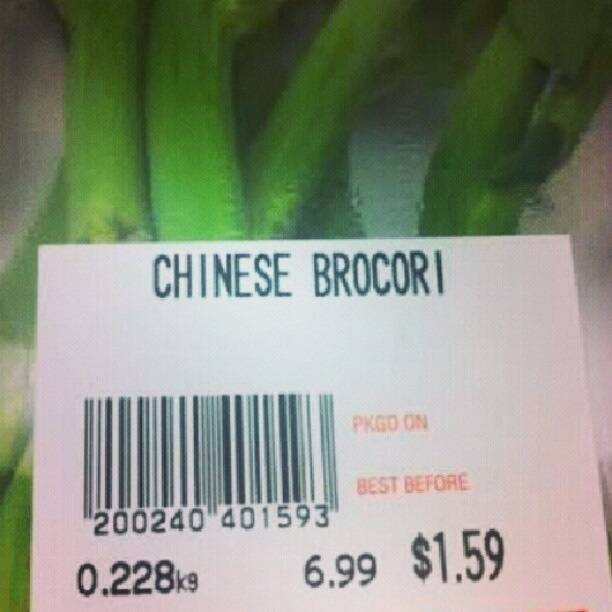 CHINESE BROCORI
PKGD ON
BEST BEFORE
200240 401593
0.228kg 6.99 $1.59